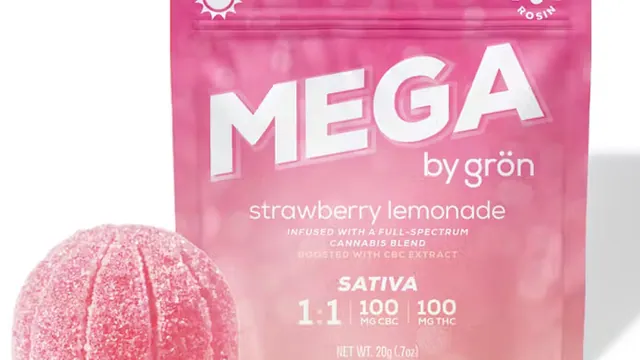 ROSIN
MEGA
by grön
strawberry lemonade
INFUSED WITH A FULL-SPECTRUM
CANNABIS BLEND
BOOSTED WITH CBC EXTRACT
SATIVA
1:1 | 100 MG CBC | 100 MG THC
NET WT. 20g (.7oz)